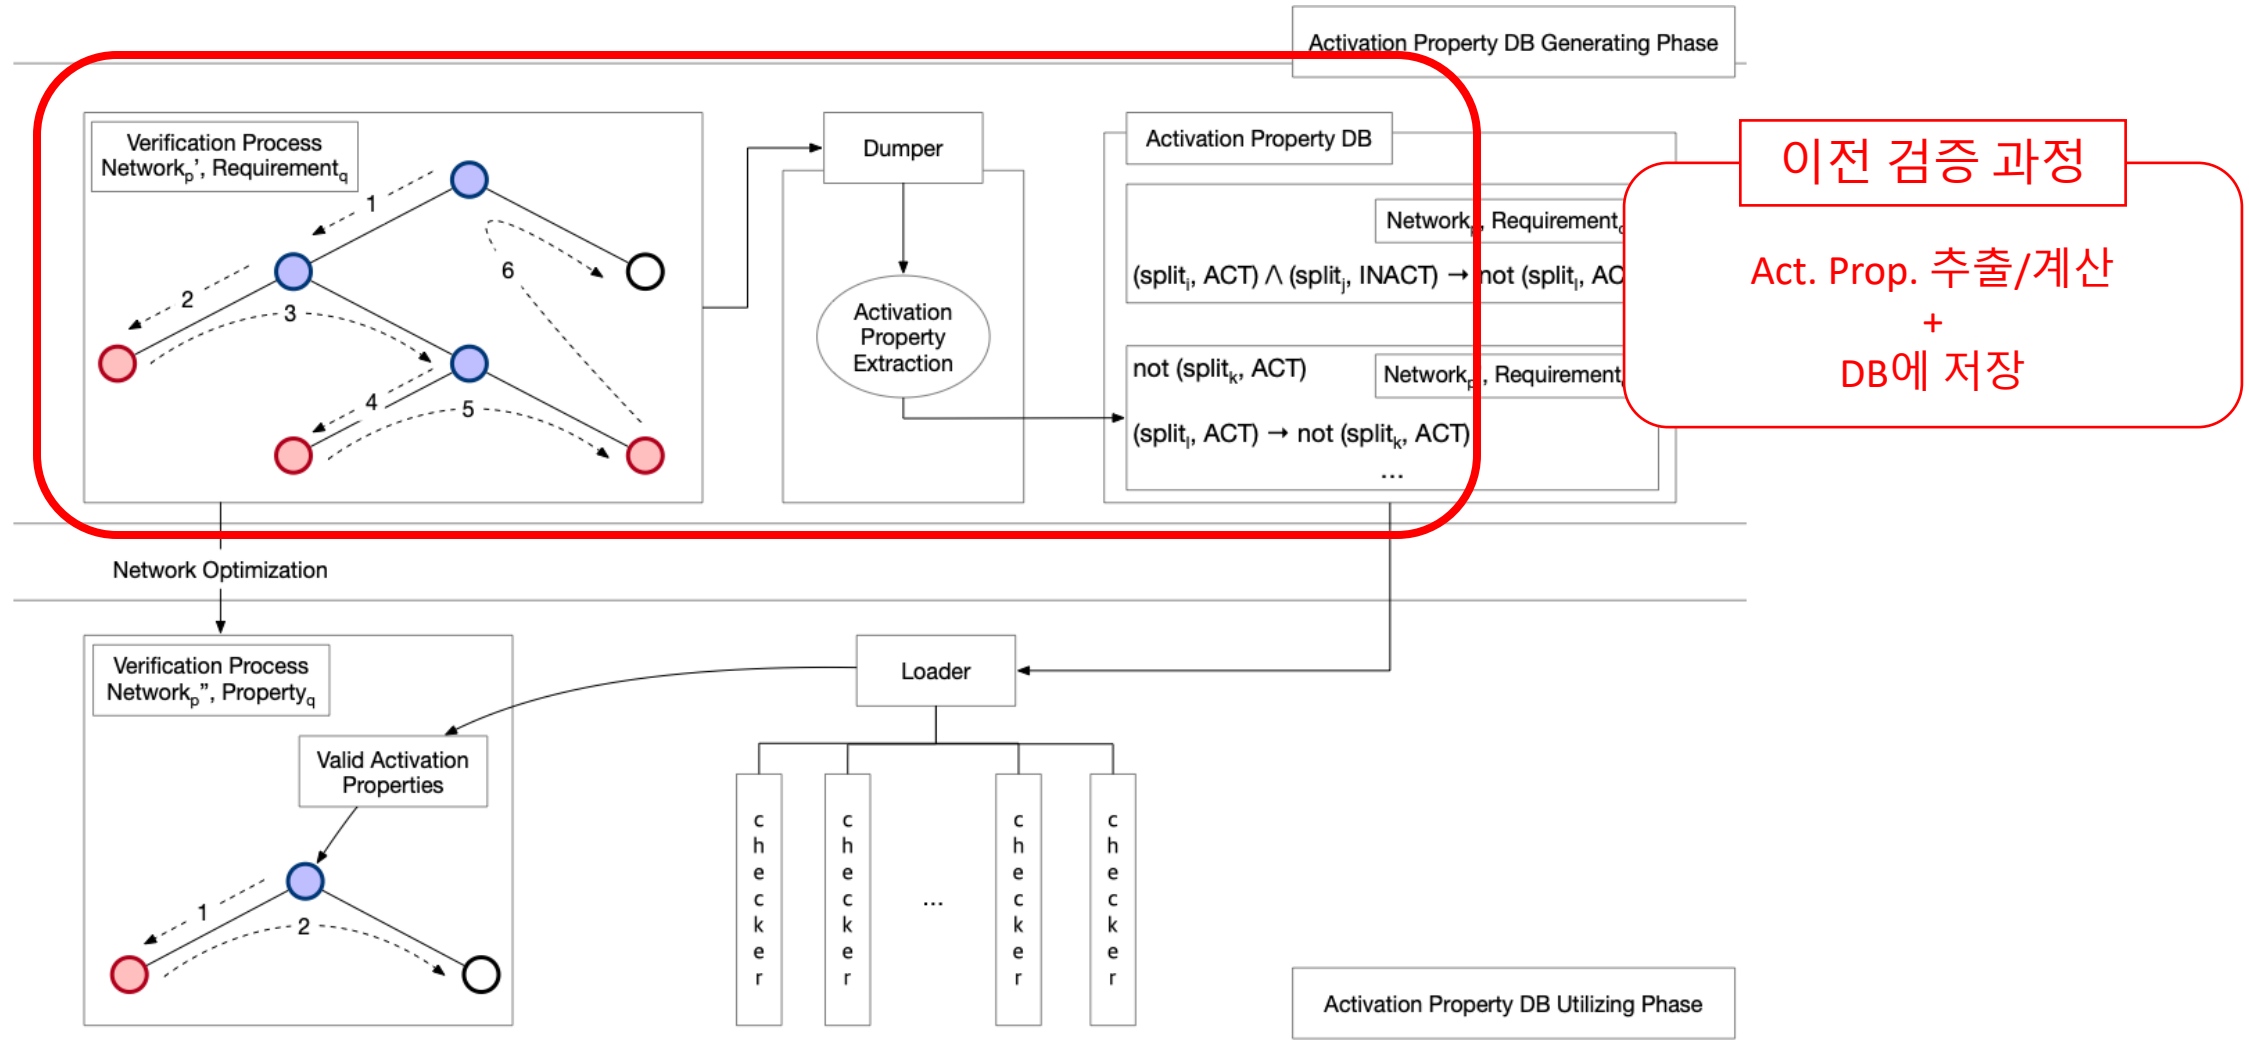 Activation Property DB Generating Phase
Verification Process
Networkp’, Requirementq
1
2
3
4
5
6
Dumper
Activation
Property
Extraction
Activation Property DB
Networkp, Requirement
(spliti, ACT) ⋀ (splitj, INACT) → not (splitl, AC
not (splitk, ACT)
Networkp’, Requirement
(splitl, ACT) → not (splitk, ACT)
...
이전 검증 과정
Act. Prop. 추출/계산
+
DB에 저장
Network Optimization
Verification Process
Networkp”, Propertyq
Valid Activation
Properties
1
2
Loader
checker
checker
...
checker
checker
Activation Property DB Utilizing Phase